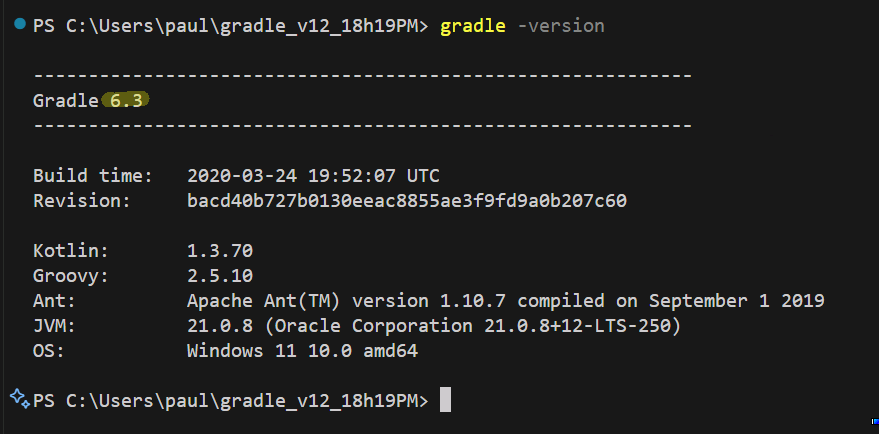 PS C:\Users\paul\gradle_v12_18h19PM> gradle -version
------------------------------------------------------------
Gradle 6.3
------------------------------------------------------------
Build time:   2020-03-24 19:52:07 UTC
Revision:     bacd40b727b0130eeac8855ae3f9fd9a0b207c60
Kotlin:       1.3.70
Groovy:       2.5.10
Ant:          Apache Ant(TM) version 1.10.7 compiled on September 1 2019
JVM:          21.0.8 (Oracle Corporation 21.0.8+12-LTS-250)
OS:           Windows 11 10.0 amd64
PS C:\Users\paul\gradle_v12_18h19PM>